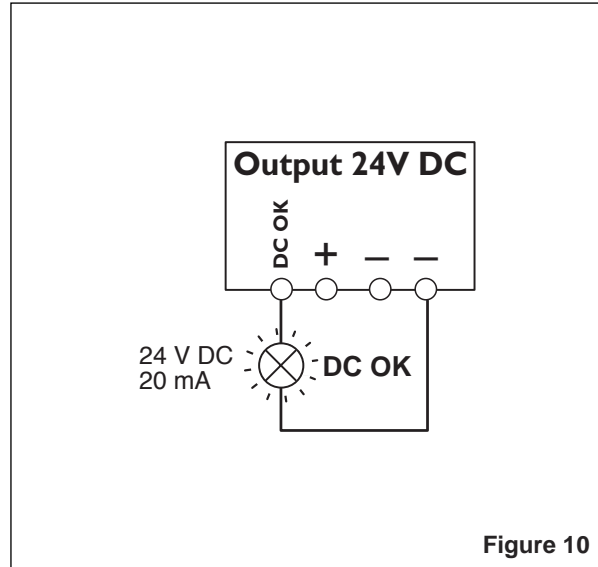 Output 24V DC
DC OK
+ – –
24 V DC
20 mA
DC OK
Figure 10